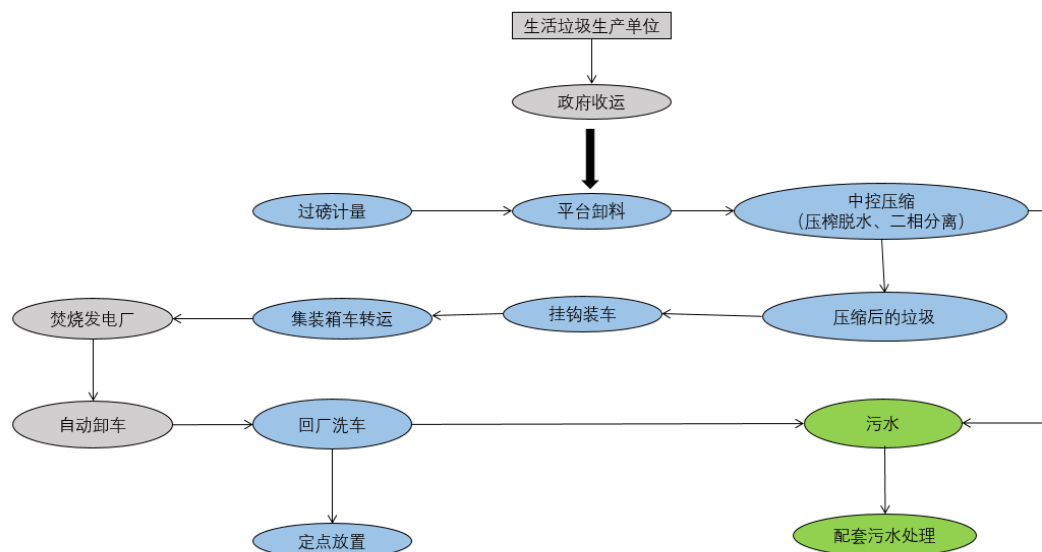 生活垃圾生产单位
政府收运
过磅计量
平台卸料
中控压缩
（压榨脱水、二相分离）
焚烧发电厂
集装箱车转运
挂钩装车
压缩后的垃圾
自动卸车
回厂洗车
污水
定点放置
配套污水处理